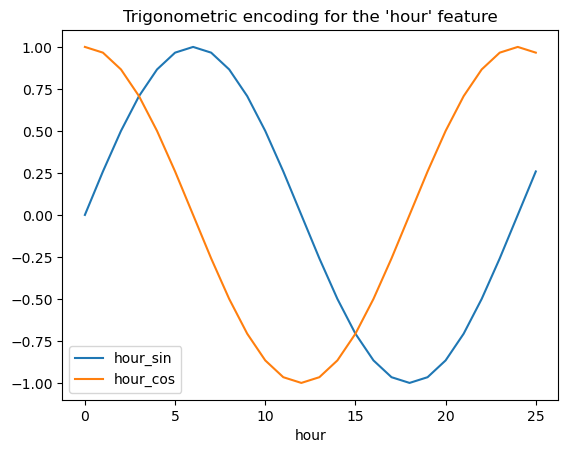 Trigonometric encoding for the 'hour' feature
1.00
0.75
0.50
0.25
0.00
−0.25
−0.50
−0.75
−1.00
hour_sin
hour_cos
0 5 10 15 20 25
hour